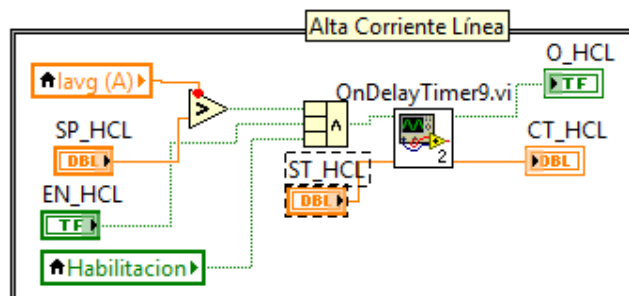 Alta Corriente Línea
Iavg (A)
O_HCL
TF
>
OnDelayTimer9.vi
SP_HCL
DBL
CT_HCL
DBL
2
ST_HCL
DBL
EN_HCL
TF
Habilitacion